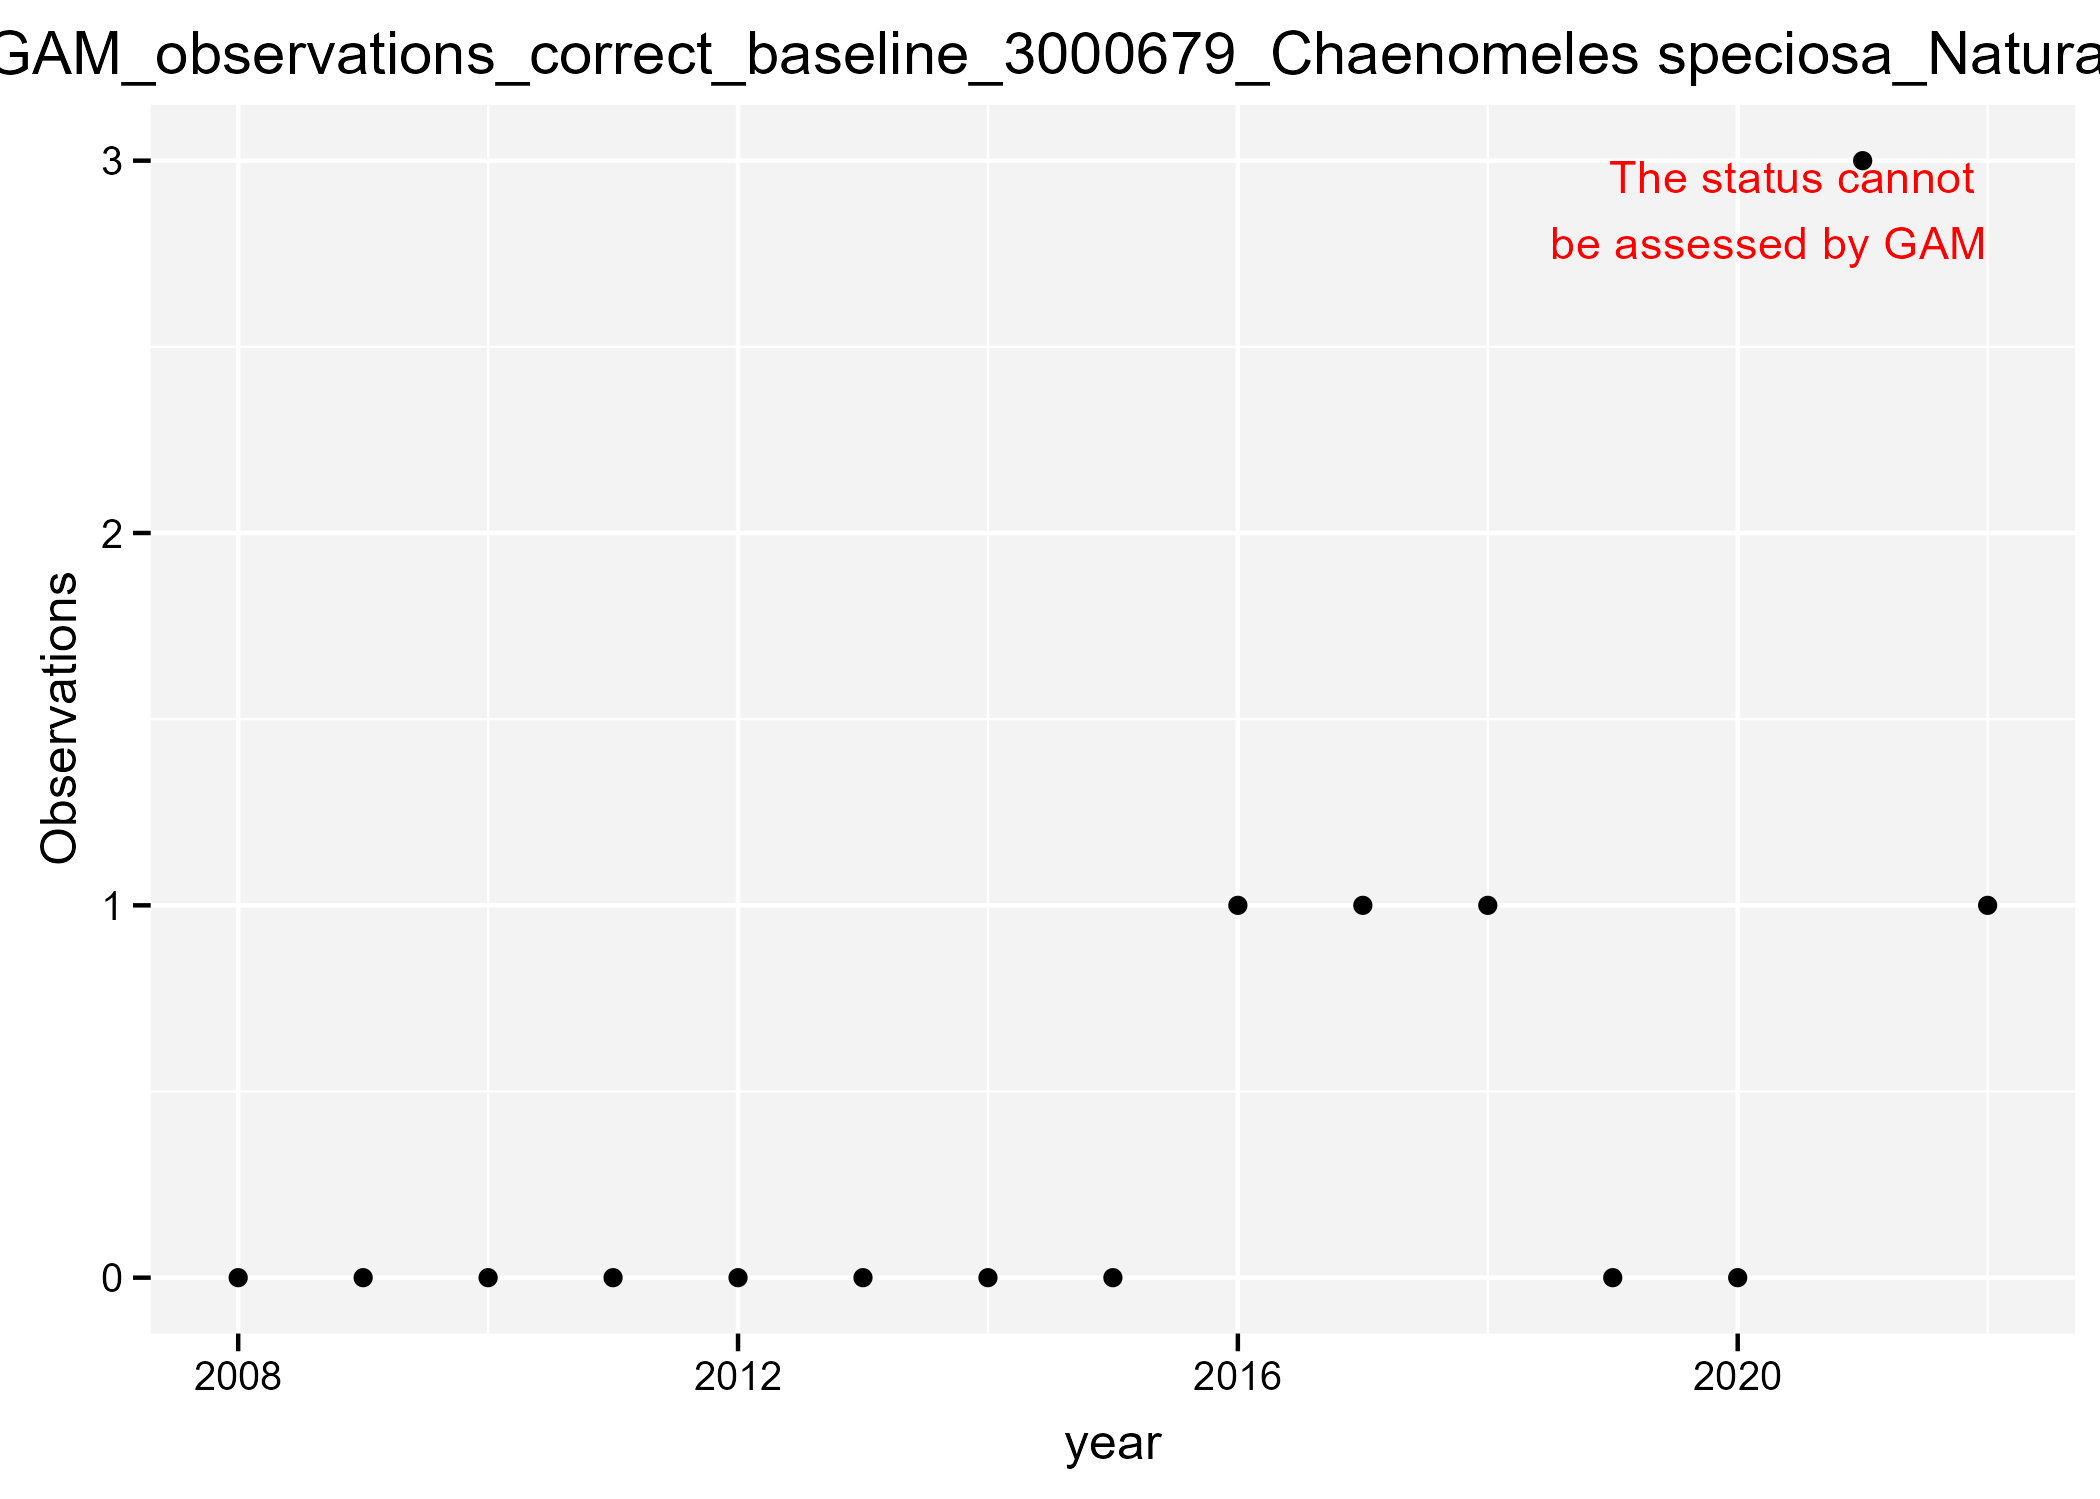 GAM_observations_correct_baseline_3000679_Chaenomeles speciosa_Natura
3
The status cannot
be assessed by GAM
2
Observations
1
0
2008 2012 2016 2020
year